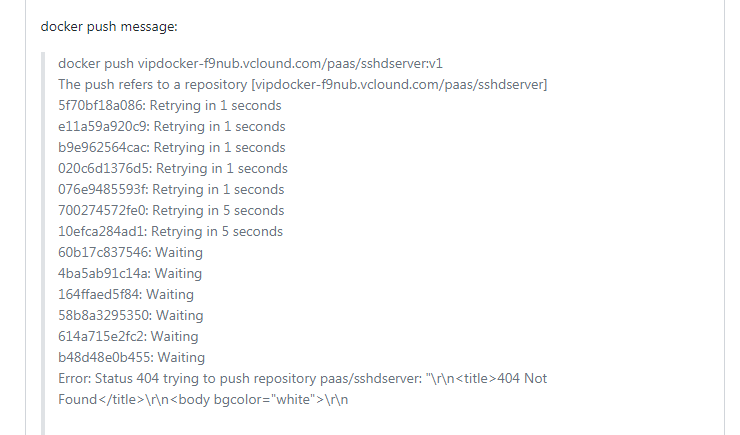 docker push message:
docker push vipdocker-f9nub.vclound.com/paas/sshdserver:v1
The push refers to a repository [vipdocker-f9nub.vclound.com/paas/sshdserver]
5f70bf18a086: Retrying in 1 seconds
e11a59a920c9: Retrying in 1 seconds
b9e962564cac: Retrying in 1 seconds
020c6d1376d5: Retrying in 1 seconds
076e9485593f: Retrying in 1 seconds
700274572fe0: Retrying in 5 seconds
10efca284ad1: Retrying in 5 seconds
60b17c837546: Waiting
4ba5ab91c14a: Waiting
164ffaed5f84: Waiting
58b8a3295350: Waiting
614a715e2fc2: Waiting
b48d48e0b455: Waiting
Error: Status 404 trying to push repository paas/sshdserver: "\r\n<title>404 Not
Found</title>\r\n<body bgcolor="white">\r\n